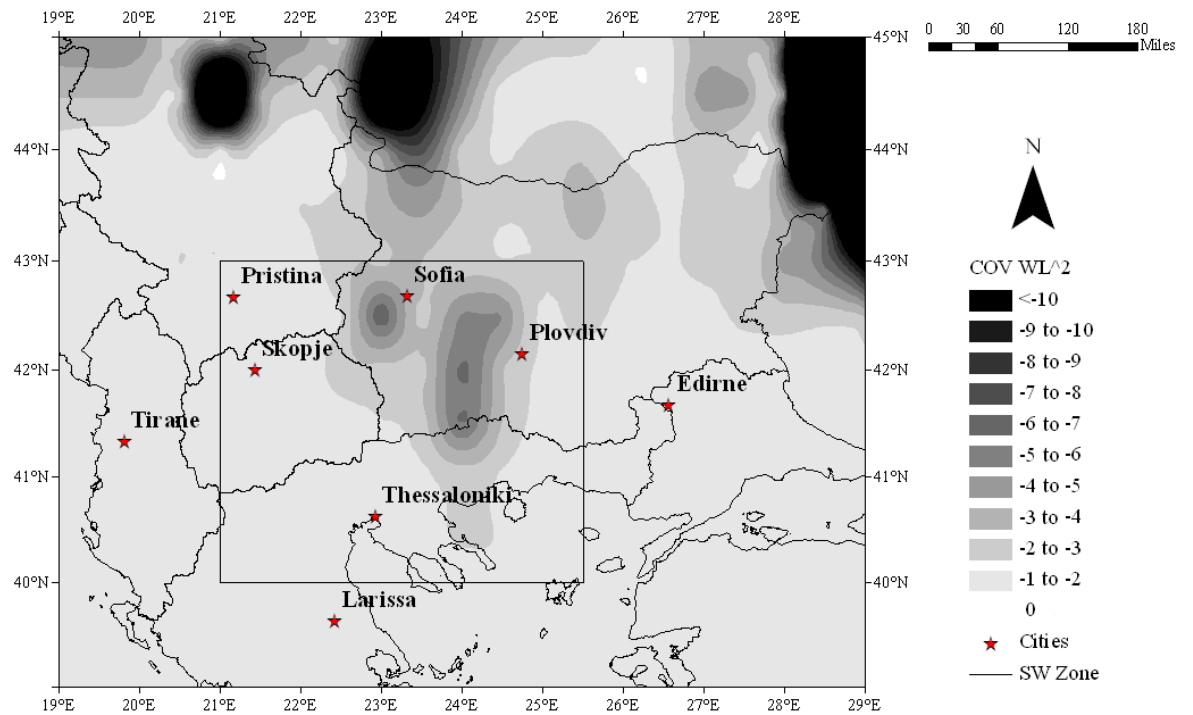 19°E 20°E 21°E 22°E 23°E 24°E 25°E 26°E 27°E 28°E
0 30 60 120 180
Miles
45°N
44°N 44°N
43°N 43°N
42°N 42°N
41°N 41°N
40°N 40°N
Pristina
Sofia
Skopje
Plovdiv
Edirne
Tirane
Thessaloniki
Larissa
19°E 20°E 21°E 22°E 23°E 24°E 25°E 26°E 27°E 28°E 29°E
N
COV WL^2
<-10
-9 to -10
-8 to -9
-7 to -8
-6 to -7
-5 to -6
-4 to -5
-3 to -4
-2 to -3
-1 to -2
0
Cities
SW Zone